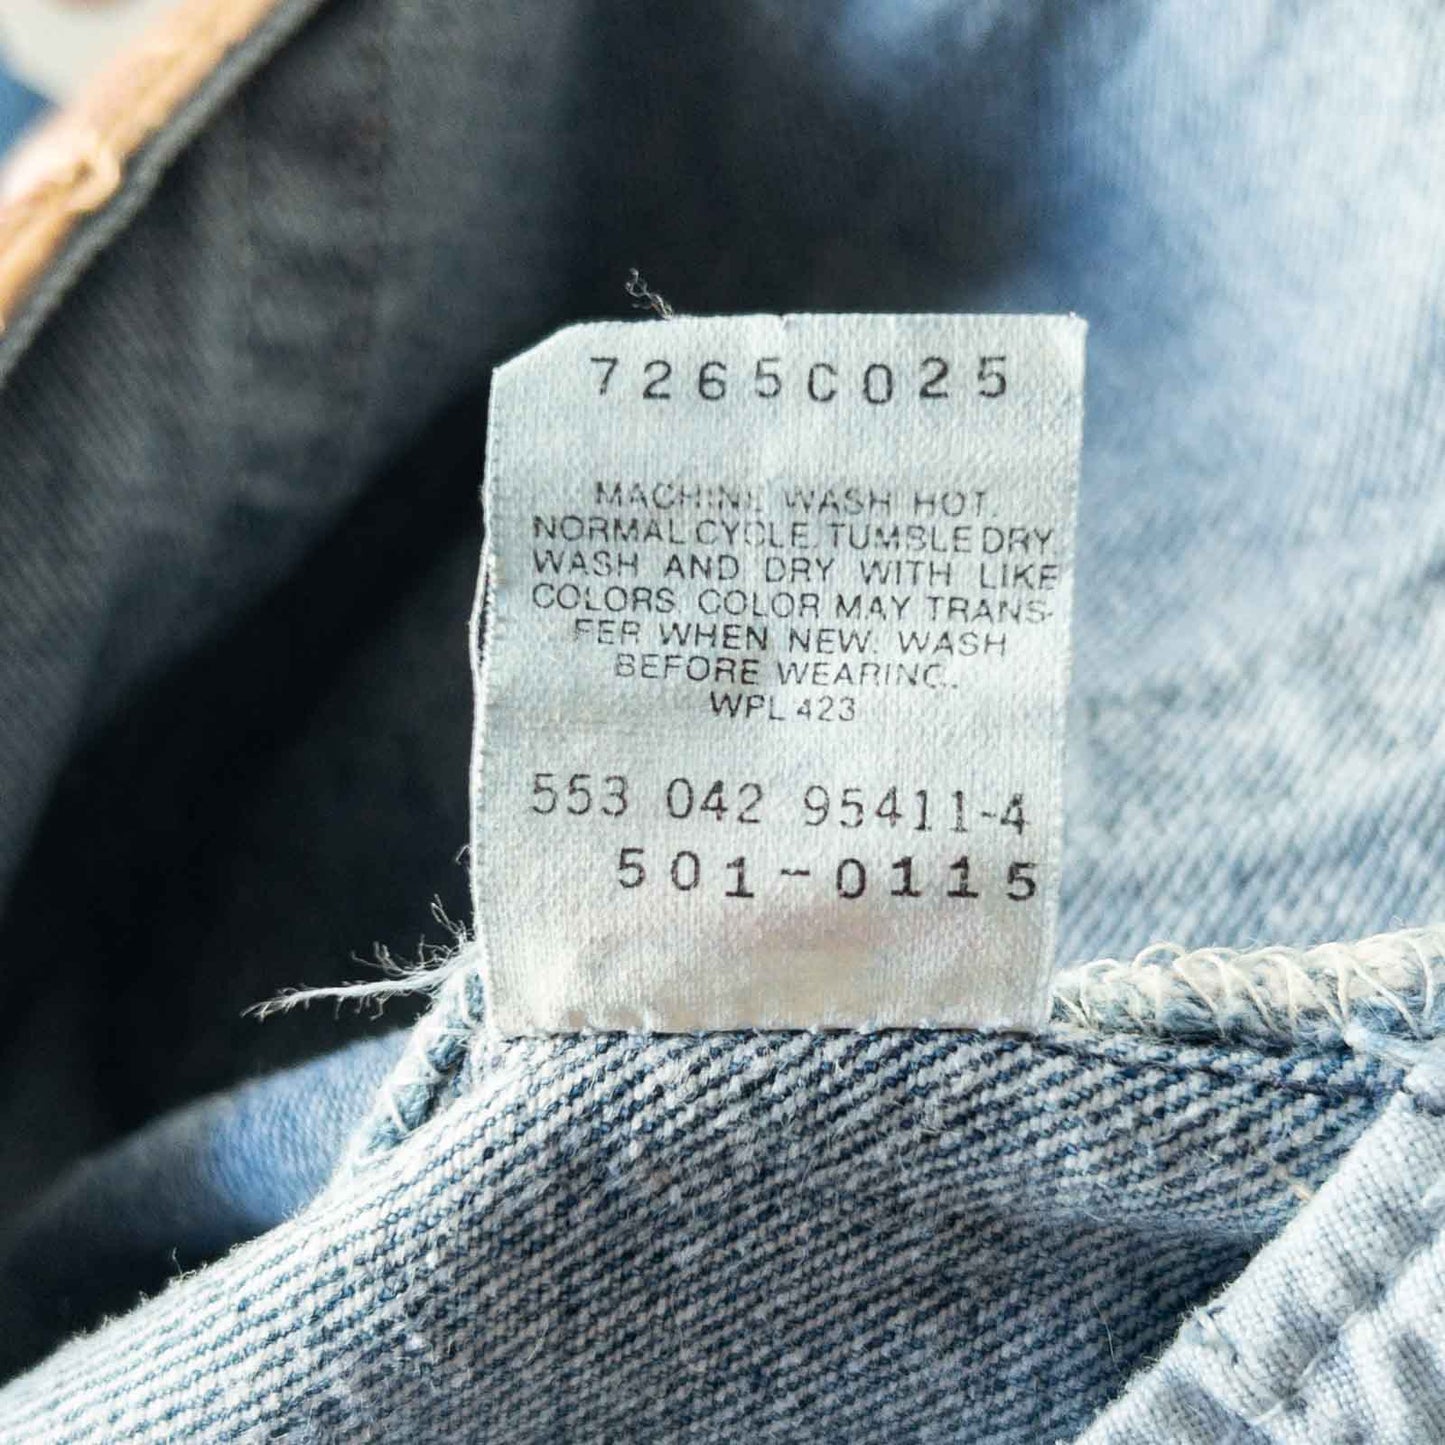 7265C025
MACHINE WASH HOT.
NORMAL CYCLE. TUMBLE DRY.
WASH AND DRY WITH LIKE
COLORS. COLOR MAY TRANS-
FER WHEN NEW. WASH
BEFORE WEARING.
WPL 423
553 042 95411-4
501-0115